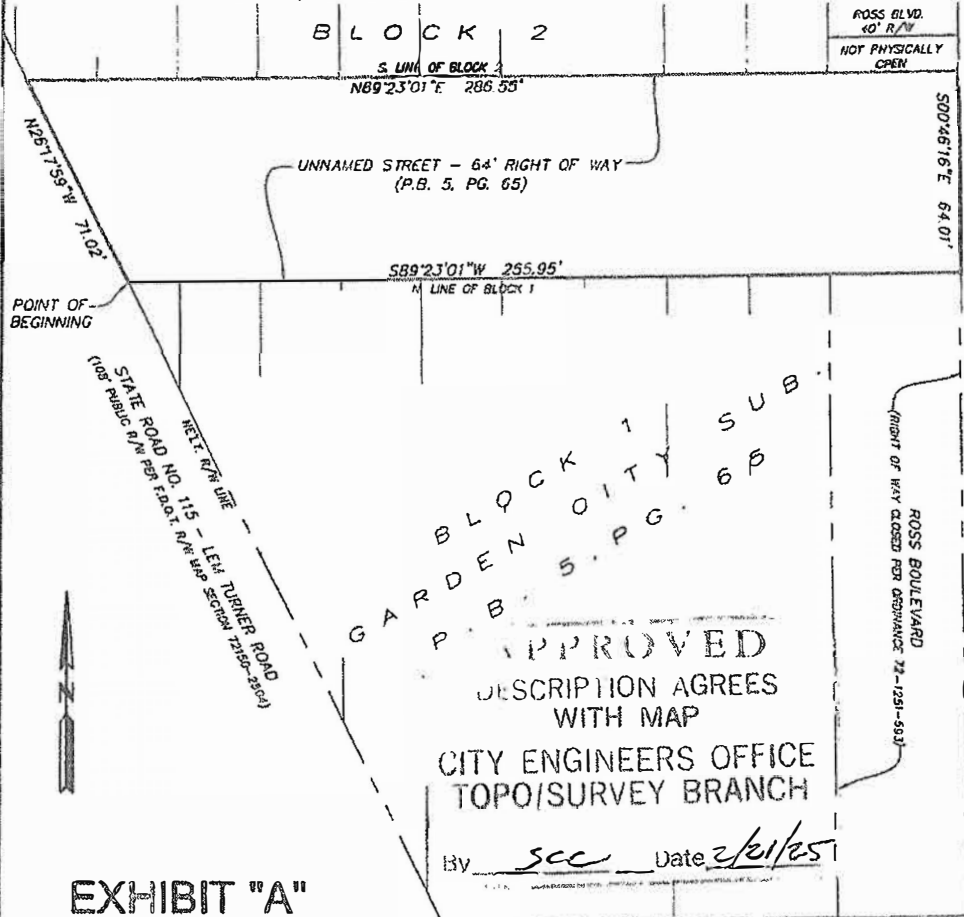 BLOCK 2
ROSS BLVD.
40' R/W
NOT PHYSICALLY
OPEN
S. LINE OF BLOCK 2
N89°23'01"E 286.55'
N26°17'59"W 71.02'
UNNAMED STREET - 64' RIGHT OF WAY
(P.B. 5, PG. 65)
S00°46'16"E 64.01'
S89°23'01"W 255.95'
N LINE OF BLOCK 1
POINT OF
BEGINNING
STATE ROAD NO. 115 - LEM TURNER ROAD
(108' PUBLIC R/W PER F.D.O.T. R/W MAP SECTION 72150-2504)
R/W LINE
BLOCK 1
GARDEN CITY SUB.
P.B. 5. PG. 65
ROSS BOULEVARD
(RIGHT OF WAY CLOSED PER ORDINANCE 72-1251-593)
N
APPROVED
DESCRIPTION AGREES
WITH MAP
CITY ENGINEERS OFFICE
TOPO/SURVEY BRANCH
By SCC Date 2/21/25
EXHIBIT "A"